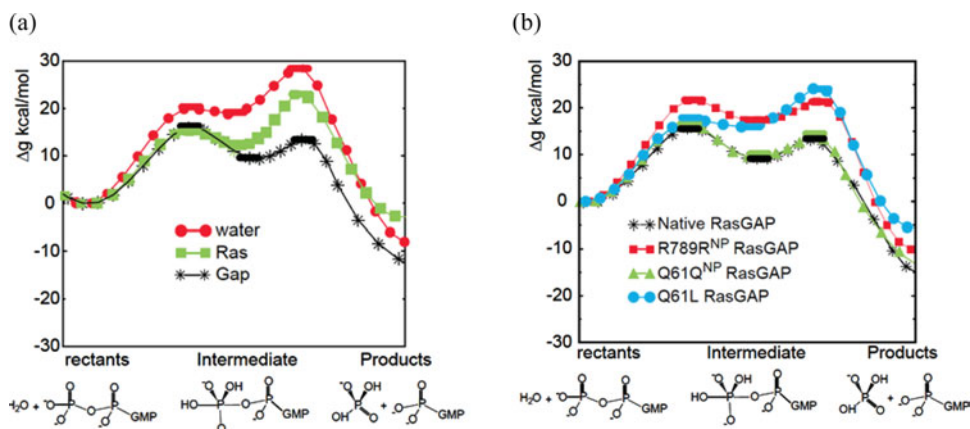 (a)
(b)
Δg kcal/mol
30
20
10
0
-10
-20
-30
water
Ras
Gap
rectants
Intermediate
Products
H₂O + ⁻O P O O⁻ O P O ⁻O GMP
⁻O OH HO P O O⁻ O P ⁻O GMP
⁻O OH P OH O + ⁻O P O ⁻O GMP
Δg kcal/mol
30
20
10
0
-10
-20
-30
Native RasGAP
R789R^NP RasGAP
Q61Q^NP RasGAP
Q61L RasGAP
rectants
Intermediate
Products
H₂O + ⁻O P O O⁻ O P O ⁻O GMP
⁻O OH HO P O O⁻ O P ⁻O GMP
⁻O OH P OH O + ⁻O P O ⁻O GMP